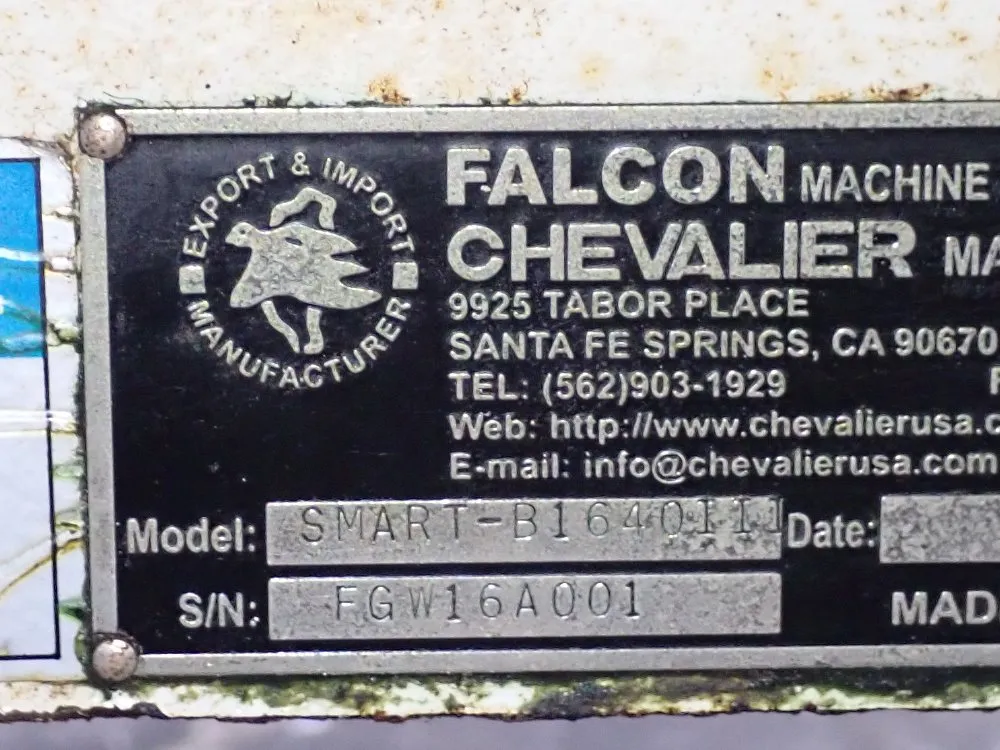 EXPORT & IMPORT
MANUFACTURER
FALCON MACHINE
CHEVALIER MA
9925 TABOR PLACE
SANTA FE SPRINGS, CA 90670
TEL: (562)903-1929
Web: http://www.chevalierusa.c
E-mail: info@chevalierusa.com
Model: SMART-B1640III Date:
S/N: FGW16A001 MAD